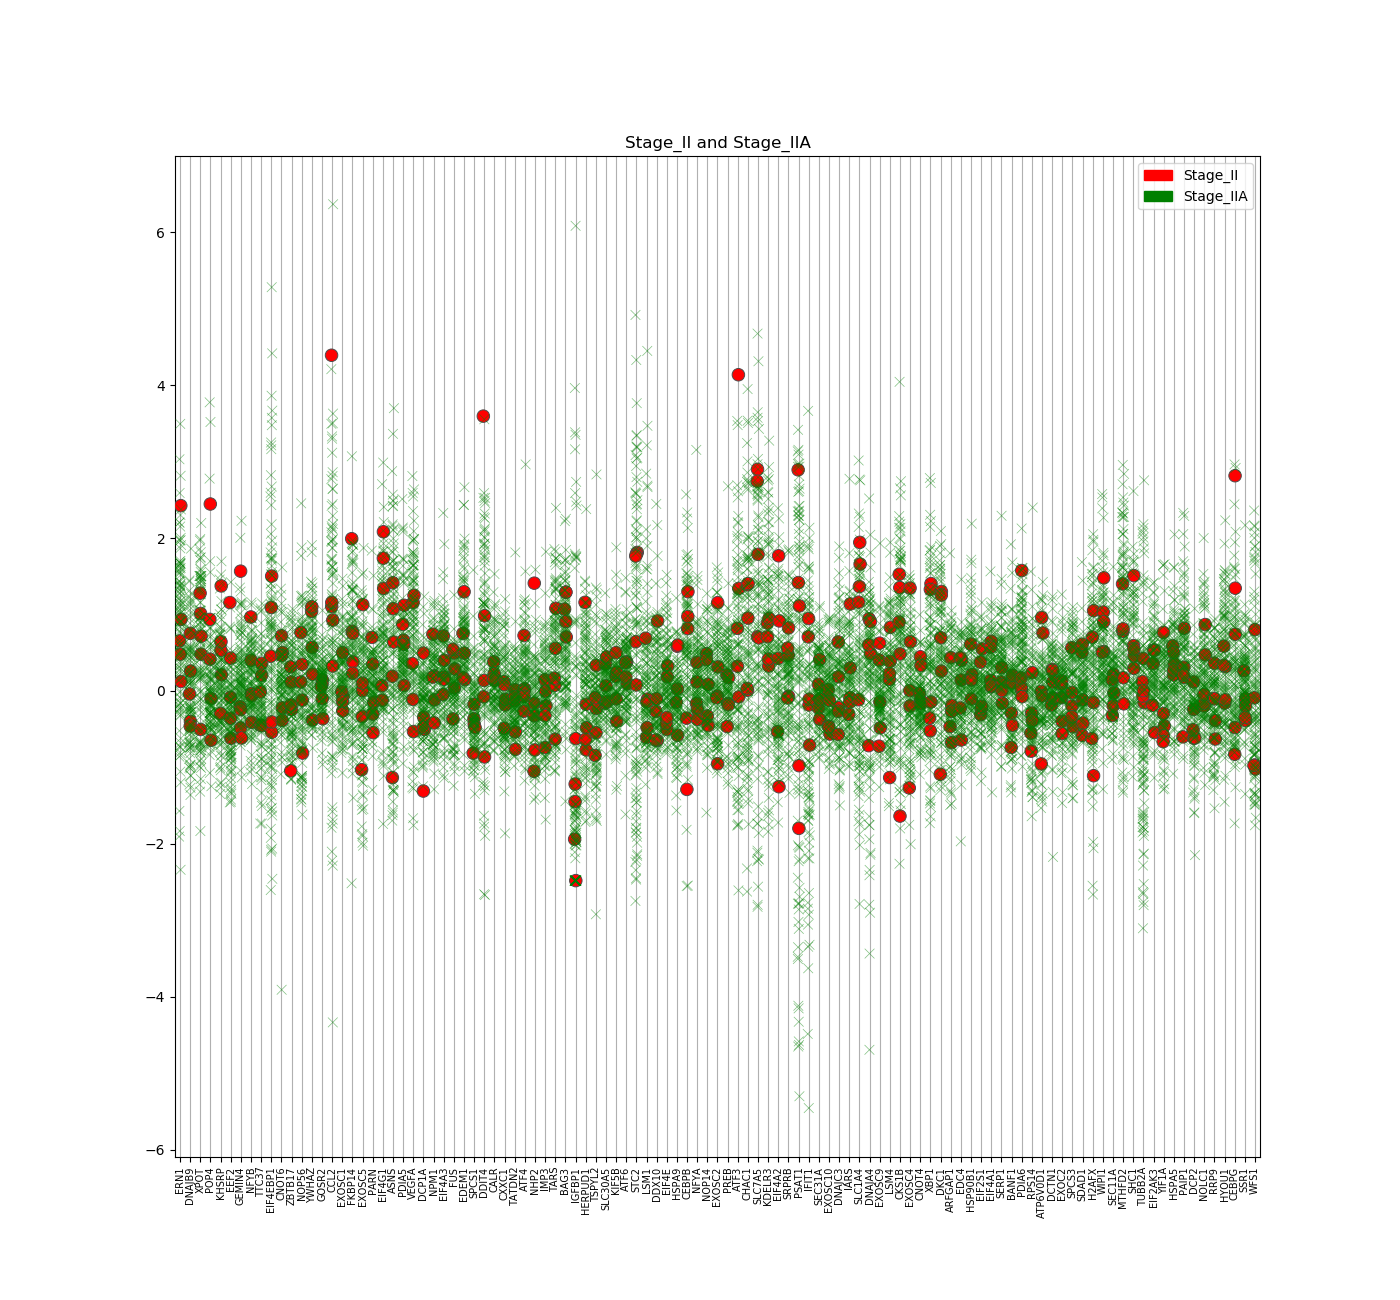 Stage_II and Stage_IIA
Stage_II
Stage_IIA
6
4
2
0
−2
−4
−6
ERN1
DNAJB9
XPOT
POP4
KHSRP
EEF2
GEMIN4
NFYB
TTC37
EIF4EBP1
CNOT6
ZBTB17
NOP56
YWHAZ
GOSR2
CCL2
EXOSC1
FKBP14
EXOSC5
PARN
EIF4G1
ASNS
PDIA5
VEGFA
DCP1A
NPM1
EIF4A3
FUS
EDEM1
SPCS1
DDIT4
CALR
CXXC1
TATDN2
ATF4
NHP2
IMP3
TARS
BAG3
IGFBP1
HERPUD1
TSPYL2
SLC30A5
KIF5B
ATF6
STC2
LSM1
DDX10
EIF4E
HSPA9
CEBPB
NFYA
NOP14
EXOSC2
PREB
ATF3
CHAC1
SLC7A5
KDELR3
EIF4A2
SRPRB
PSAT1
IFIT1
SEC31A
EXOSC10
DNAJC3
IARS
SLC1A4
DNAJA4
EXOSC9
LSM4
CKS1B
EXOSC4
CNOT4
XBP1
DKC1
ARFGAP1
EDC4
HSP90B1
EIF2S1
EIF4A1
SERP1
BANF1
PDIA6
RPS14
ATP6V0D1
DCTN1
EXOC2
SPCS3
SDAD1
H2AFX
WIPI1
SEC11A
MTHFD2
SHC1
TUBB2A
EIF2AK3
YIF1A
HSPA5
PAIP1
DCP2
NOLC1
RRP9
HYOU1
CEBPG
SSR1
WFS1